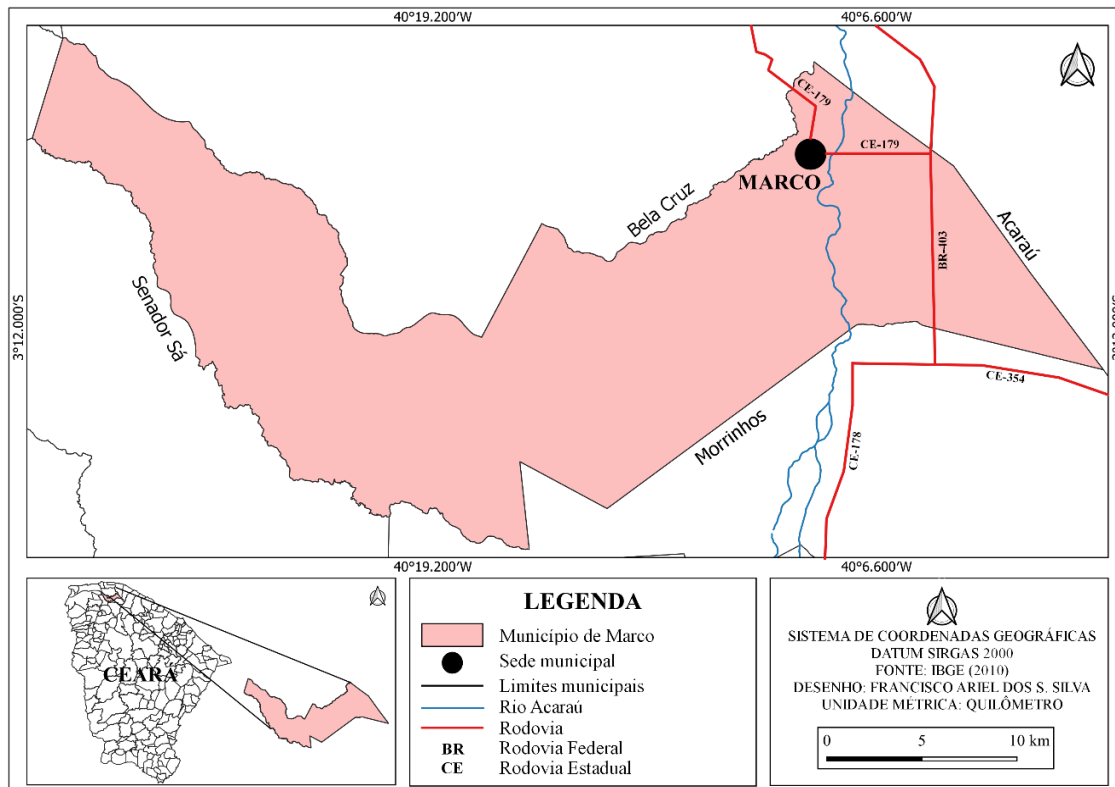 40°19.200'W
40°6.600'W
CE-179
CE-179
MARCO
Bela Cruz
Acaraú
BR-403
Senador Sá
3°12.000'S
CE-354
Morrinhos
CE-178
40°19.200'W
40°6.600'W
CEARÁ
LEGENDA
Município de Marco
Sede municipal
Limites municipais
Rio Acaraú
Rodovia
BR Rodovia Federal
CE Rodovia Estadual
SISTEMA DE COORDENADAS GEOGRÁFICAS
DATUM SIRGAS 2000
FONTE: IBGE (2010)
DESENHO: FRANCISCO ARIEL DOS S. SILVA
UNIDADE MÉTRICA: QUILÔMETRO
0 5 10 km